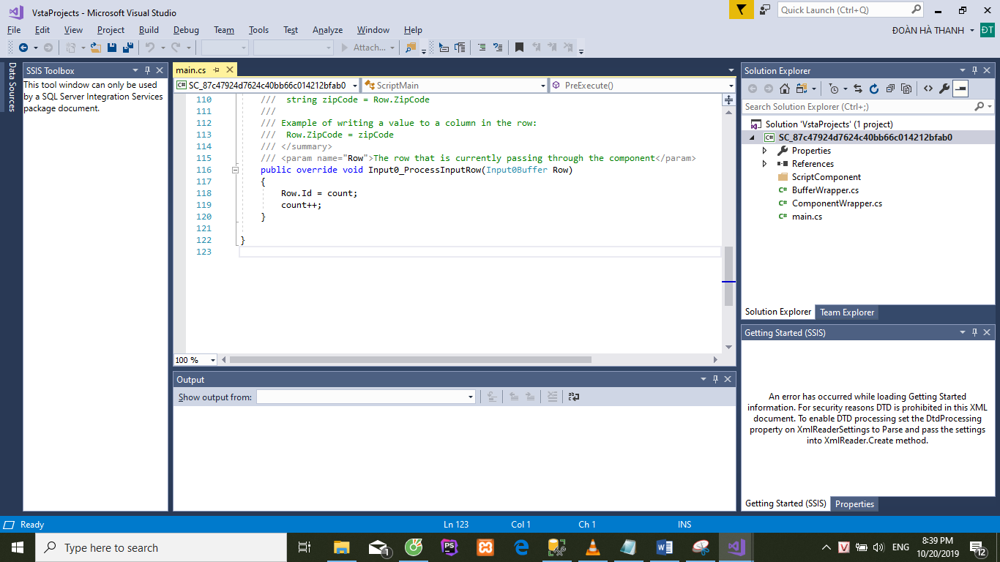 VstaProjects - Microsoft Visual Studio
Quick Launch (Ctrl+Q)
File Edit View Project Build Debug Team Tools Test Analyze Window Help
ĐOÀN HÀ THANH ĐT
Attach...
Data Sources
SSIS Toolbox
This tool window can only be used
by a SQL Server Integration Services
package document.
main.cs
SC_87c47924d7624c40bb66c014212bfab0 ScriptMain PreExecute()
110 /// string zipCode = Row.ZipCode
111 ///
112 /// Example of writing a value to a column in the row:
113 /// Row.ZipCode = zipCode
114 /// </summary>
115 /// <param name="Row">The row that is currently passing through the component</param>
116 public override void Input0_ProcessInputRow(Input0Buffer Row)
117 {
118 Row.Id = count;
119 count++;
120 }
121
122 }
123
100 %
Output
Show output from:
Solution Explorer
Search Solution Explorer (Ctrl+;)
Solution 'VstaProjects' (1 project)
C# SC_87c47924d7624c40bb66c014212bfab0
Properties
References
ScriptComponent
C# BufferWrapper.cs
C# ComponentWrapper.cs
C# main.cs
Solution Explorer Team Explorer
Getting Started (SSIS)
An error has occurred while loading Getting Started
information. For security reasons DTD is prohibited in this XML
document. To enable DTD processing set the DtdProcessing
property on XmlReaderSettings to Parse and pass the settings
into XmlReader.Create method.
Getting Started (SSIS) Properties
Ready Ln 123 Col 1 Ch 1 INS
Type here to search
1
PS
V
ENG
8:39 PM
10/20/2019
12